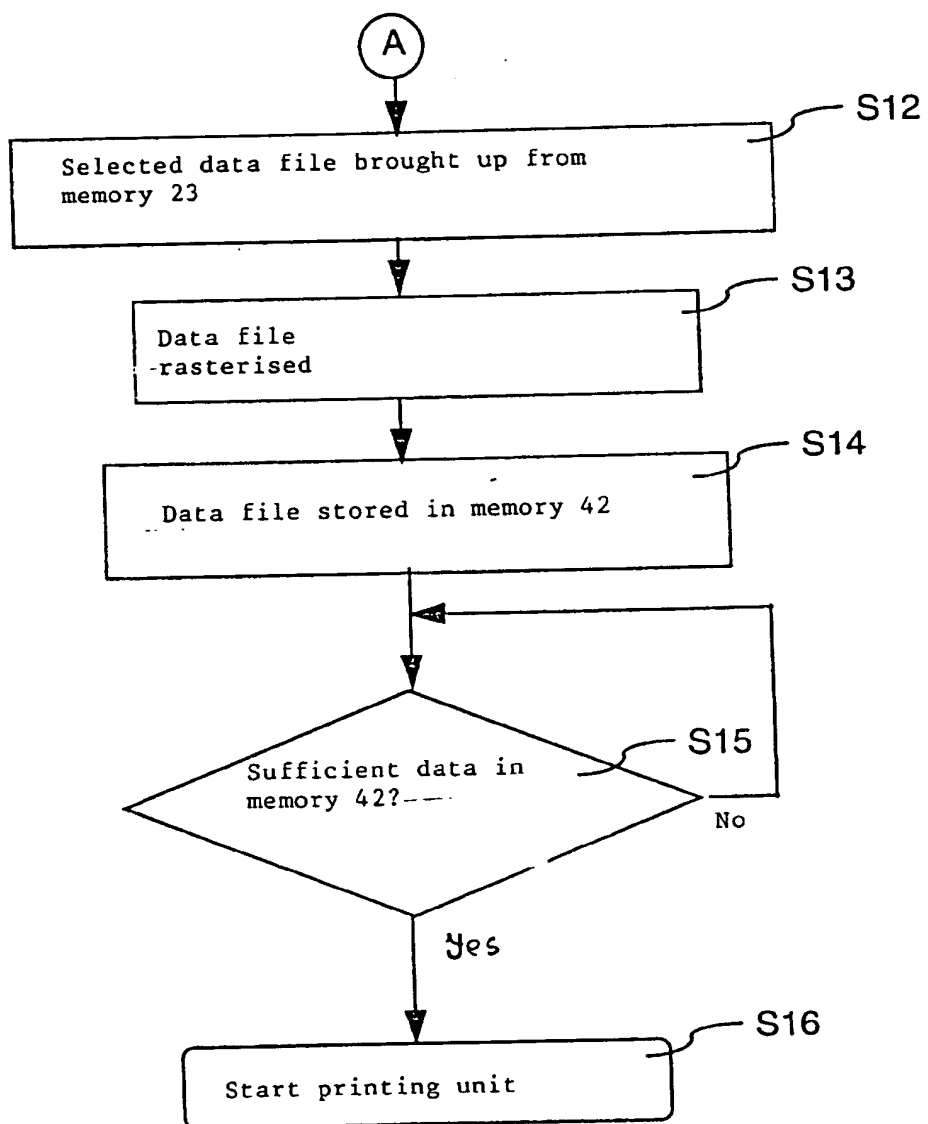 A
S12
Selected data file brought up from
memory 23
S13
Data file
-rasterised
S14
Data file stored in memory 42
S15
Sufficient data in
memory 42?
No
Yes
S16
Start printing unit